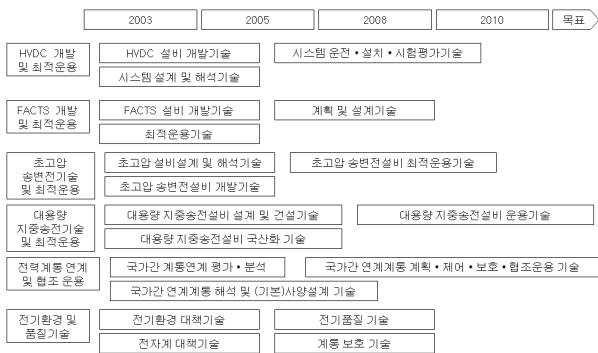 2003 2005 2008 2010 목표
HVDC 개발
및 최적운용
HVDC 설비 개발기술
시스템 운전 • 설치 • 시험평가기술
시스템 설계 및 해석기술
FACTS 개발
및 최적운용
FACTS 설비 개발기술
계획 및 설계기술
최적운용기술
초고압
송변전기술
및 최적운용
초고압 설비설계 및 해석기술
초고압 송변전설비 최적운용기술
초고압 송변전설비 개발기술
대용량
지중송전기술
및 최적운용
대용량 지중송전설비 설계 및 건설기술
대용량 지중송전설비 운용기술
대용량 지중송전설비 국산화 기술
전력계통 연계
및 협조 운용
국가간 계통연계 평가 • 분석
국가간 연계계통 계획 • 제어 • 보호 • 협조운용 기술
국가간 연계계통 해석 및 (기본)사양설계 기술
전기환경 및
품질기술
전기환경 대책기술
전기품질 기술
전자계 대책기술
계통 보호 기술